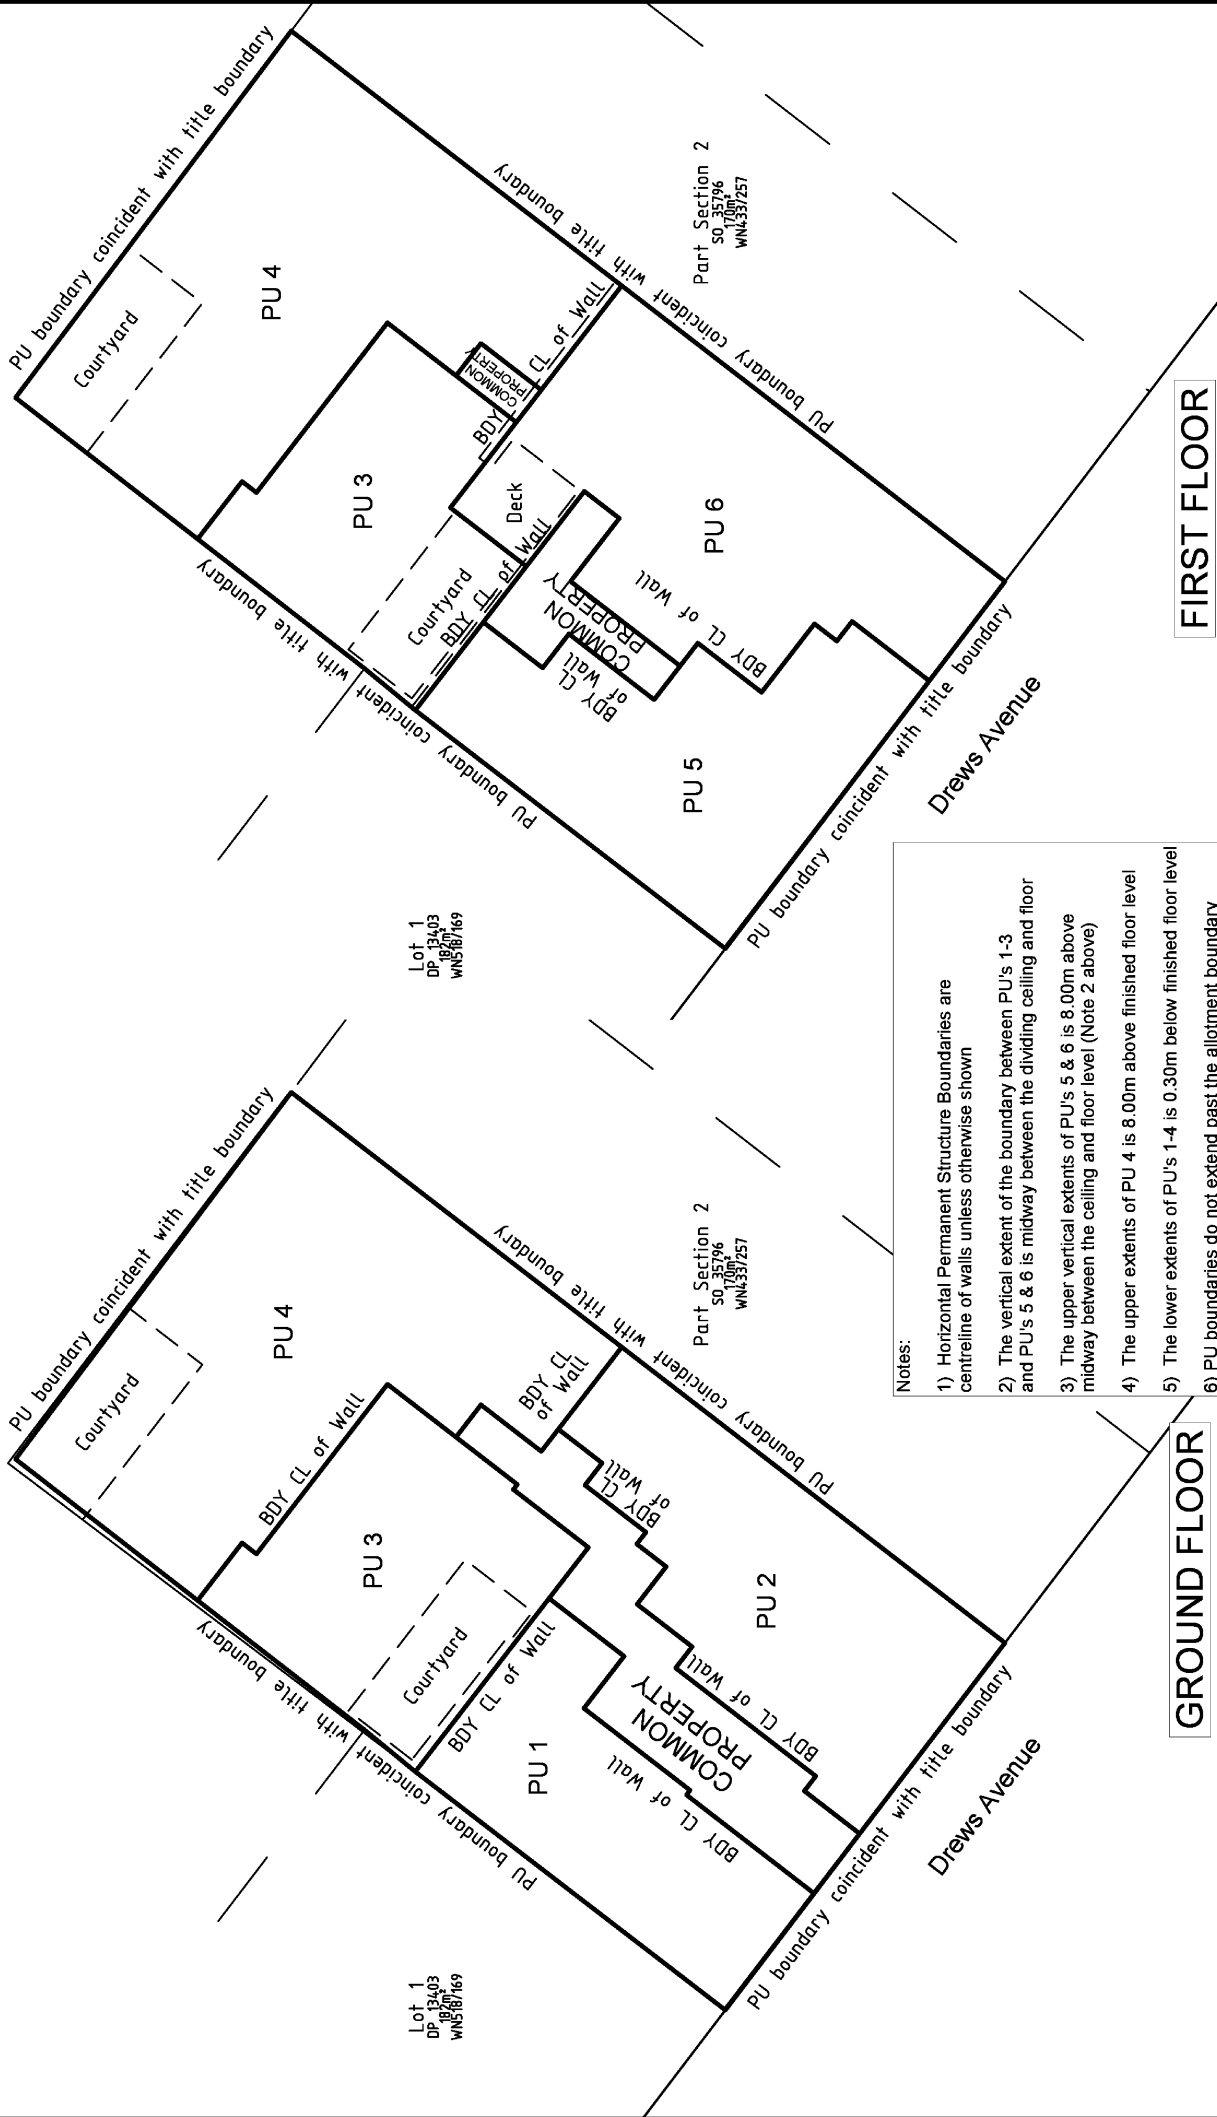 PU boundary coincident with title boundary
Courtyard
PU 4
BDY CL of Wall
PU 3
Courtyard
BDY CL of Wall
PU boundary coincident with title boundary
PU 1
BDY CL of Wall
COMMON
PROPERTY
BDY CL
of Wall
BDY CL
of Wall
BDY CL of Wall
PU 2
PU boundary coincident with title boundary
PU boundary coincident with title boundary
Drews Avenue
Lot 1
DP 13403
182m²
WN518/169
Part Section 2
SO 35796
170m²
WN433/257
GROUND FLOOR
PU boundary coincident with title boundary
Courtyard
PU 4
PU 3
COMMON
PROPERTY
BDY CL of Wall
Deck
Courtyard
BDY CL of Wall
PU boundary coincident with title boundary
COMMON
PROPERTY
BDY CL
of Wall
BDY CL of Wall
PU 5
PU 6
PU boundary coincident with title boundary
PU boundary coincident with title boundary
Drews Avenue
Lot 1
DP 13403
182m²
WN518/169
Part Section 2
SO 35796
170m²
WN433/257
FIRST FLOOR
Notes:
1) Horizontal Permanent Structure Boundaries are
centreline of walls unless otherwise shown
2) The vertical extent of the boundary between PU's 1-3
and PU's 5 & 6 is midway between the dividing ceiling and floor
3) The upper vertical extents of PU's 5 & 6 is 8.00m above
midway between the ceiling and floor level (Note 2 above)
4) The upper extents of PU 4 is 8.00m above finished floor level
5) The lower extents of PU's 1-4 is 0.30m below finished floor level
6) PU boundaries do not extend past the allotment boundary